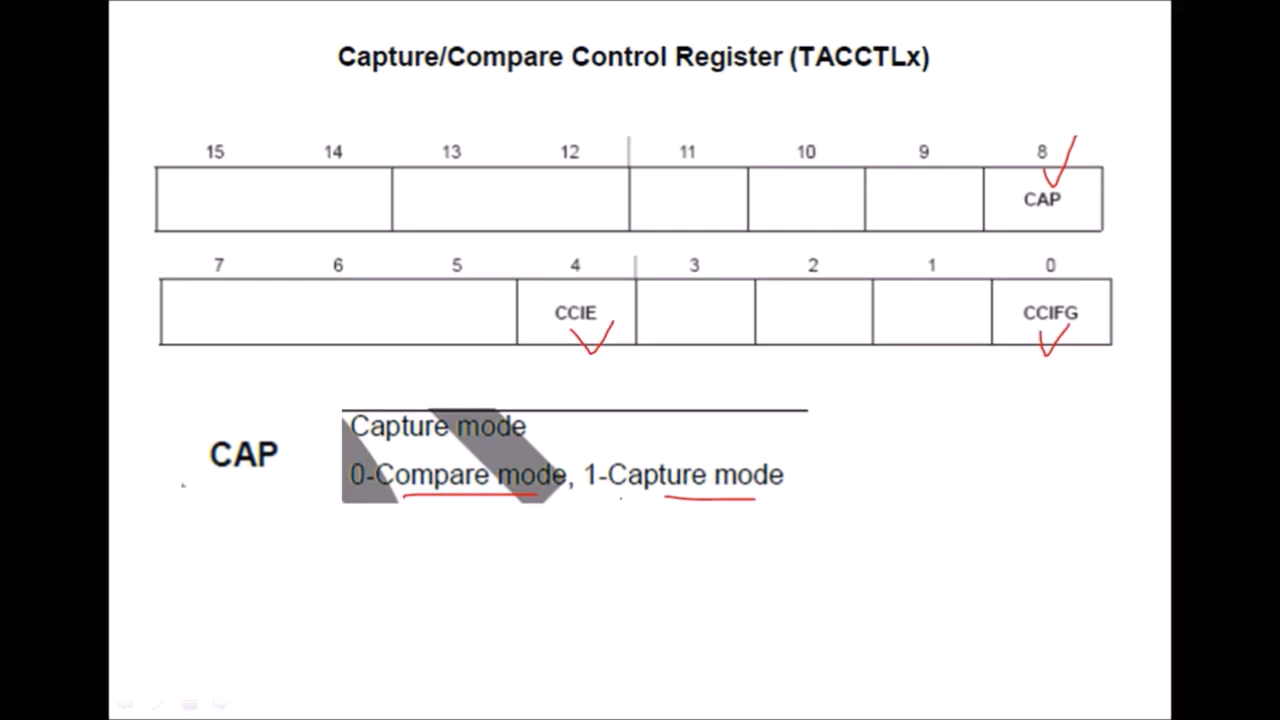 Capture/Compare Control Register (TACCTLx)
15 14 13 12 11 10 9 8
CAP
7 6 5 4 3 2 1 0
CCIE CCIFG
Capture mode
CAP
0-Compare mode, 1-Capture mode